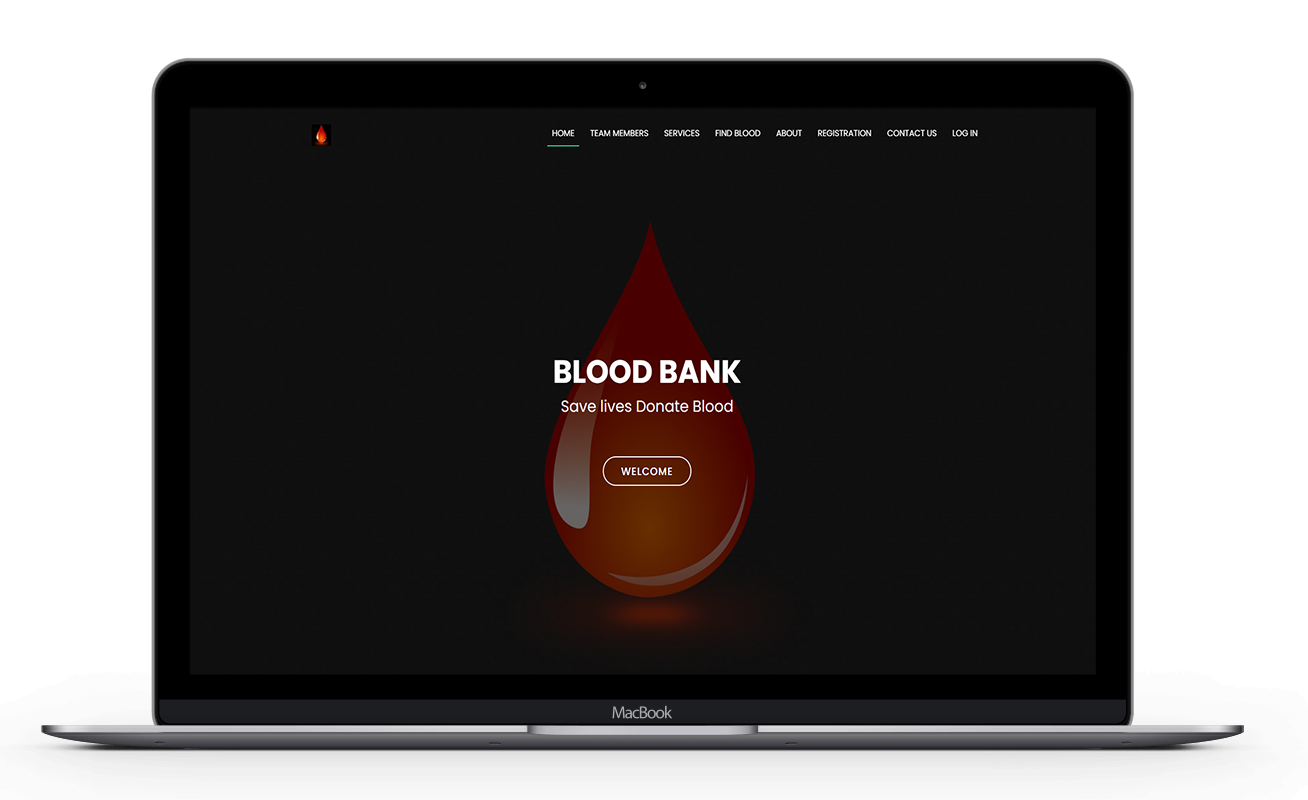 HOME TEAM MEMBERS SERVICES FIND BLOOD ABOUT REGISTRATION CONTACT US LOG IN
BLOOD BANK
Save lives Donate Blood
WELCOME
MacBook